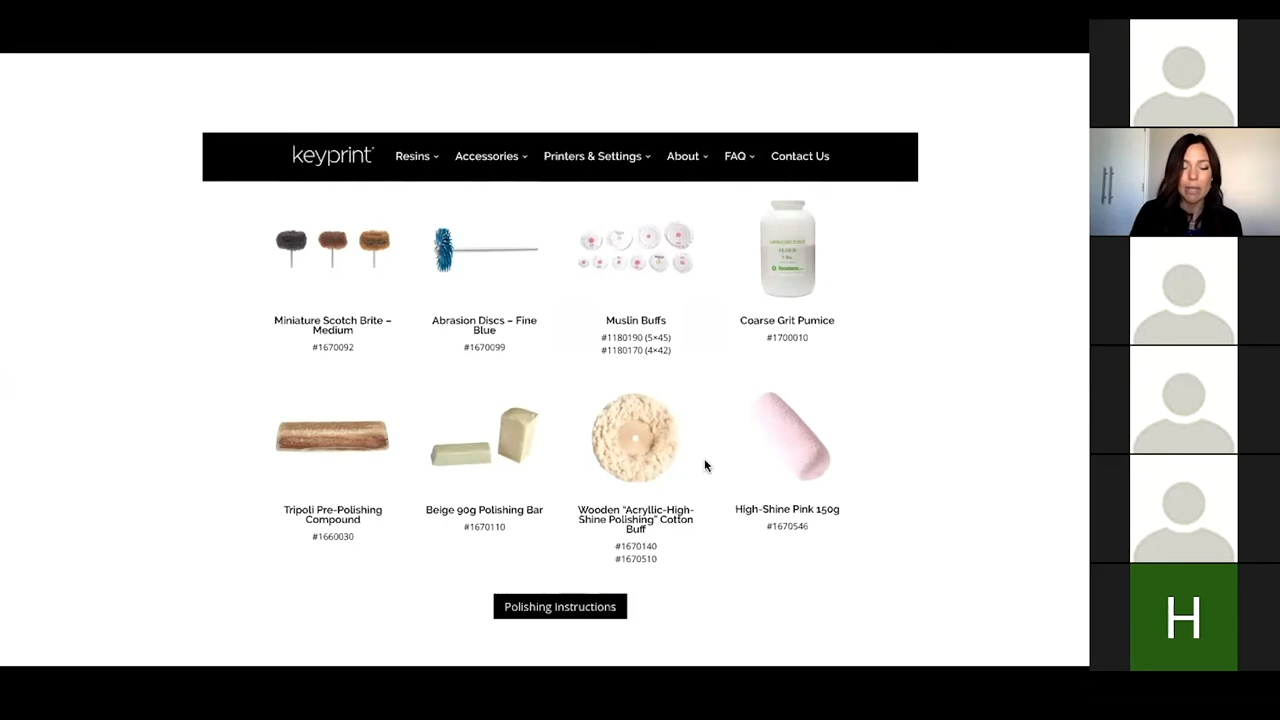 keyprint® Resins Accessories Printers & Settings About FAQ Contact Us
Miniature Scotch Brite –
Medium
#1670092
Abrasion Discs – Fine
Blue
#1670099
Muslin Buffs
#1180190 (5×45)
#1180170 (4×42)
Coarse Grit Pumice
#1700010
Tripoli Pre-Polishing
Compound
#1660030
Beige 90g Polishing Bar
#1670110
Wooden “Acryllic-High-
Shine Polishing” Cotton
Buff
#1670140
#1670510
High-Shine Pink 150g
#1670546
Polishing Instructions
H